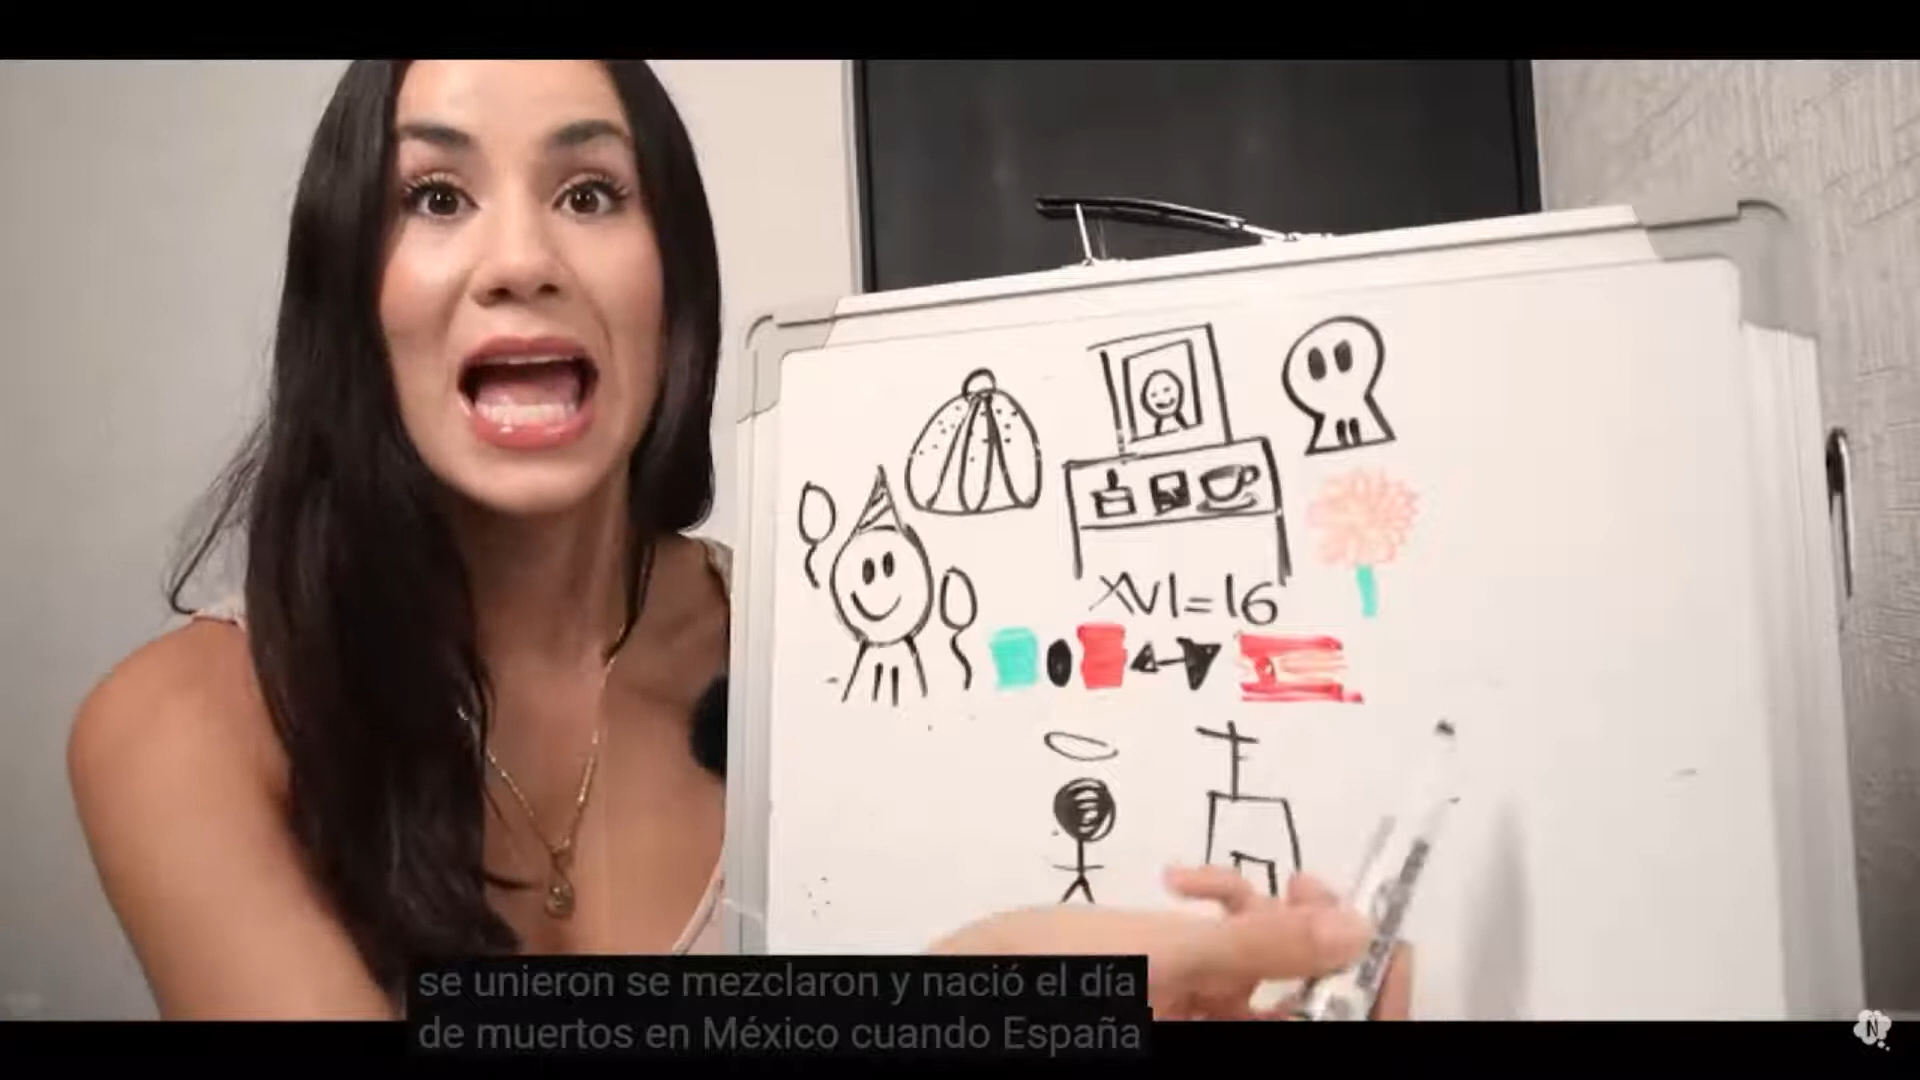 XVI=16
se unieron se mezclaron y nació el día
de muertos en México cuando España
N